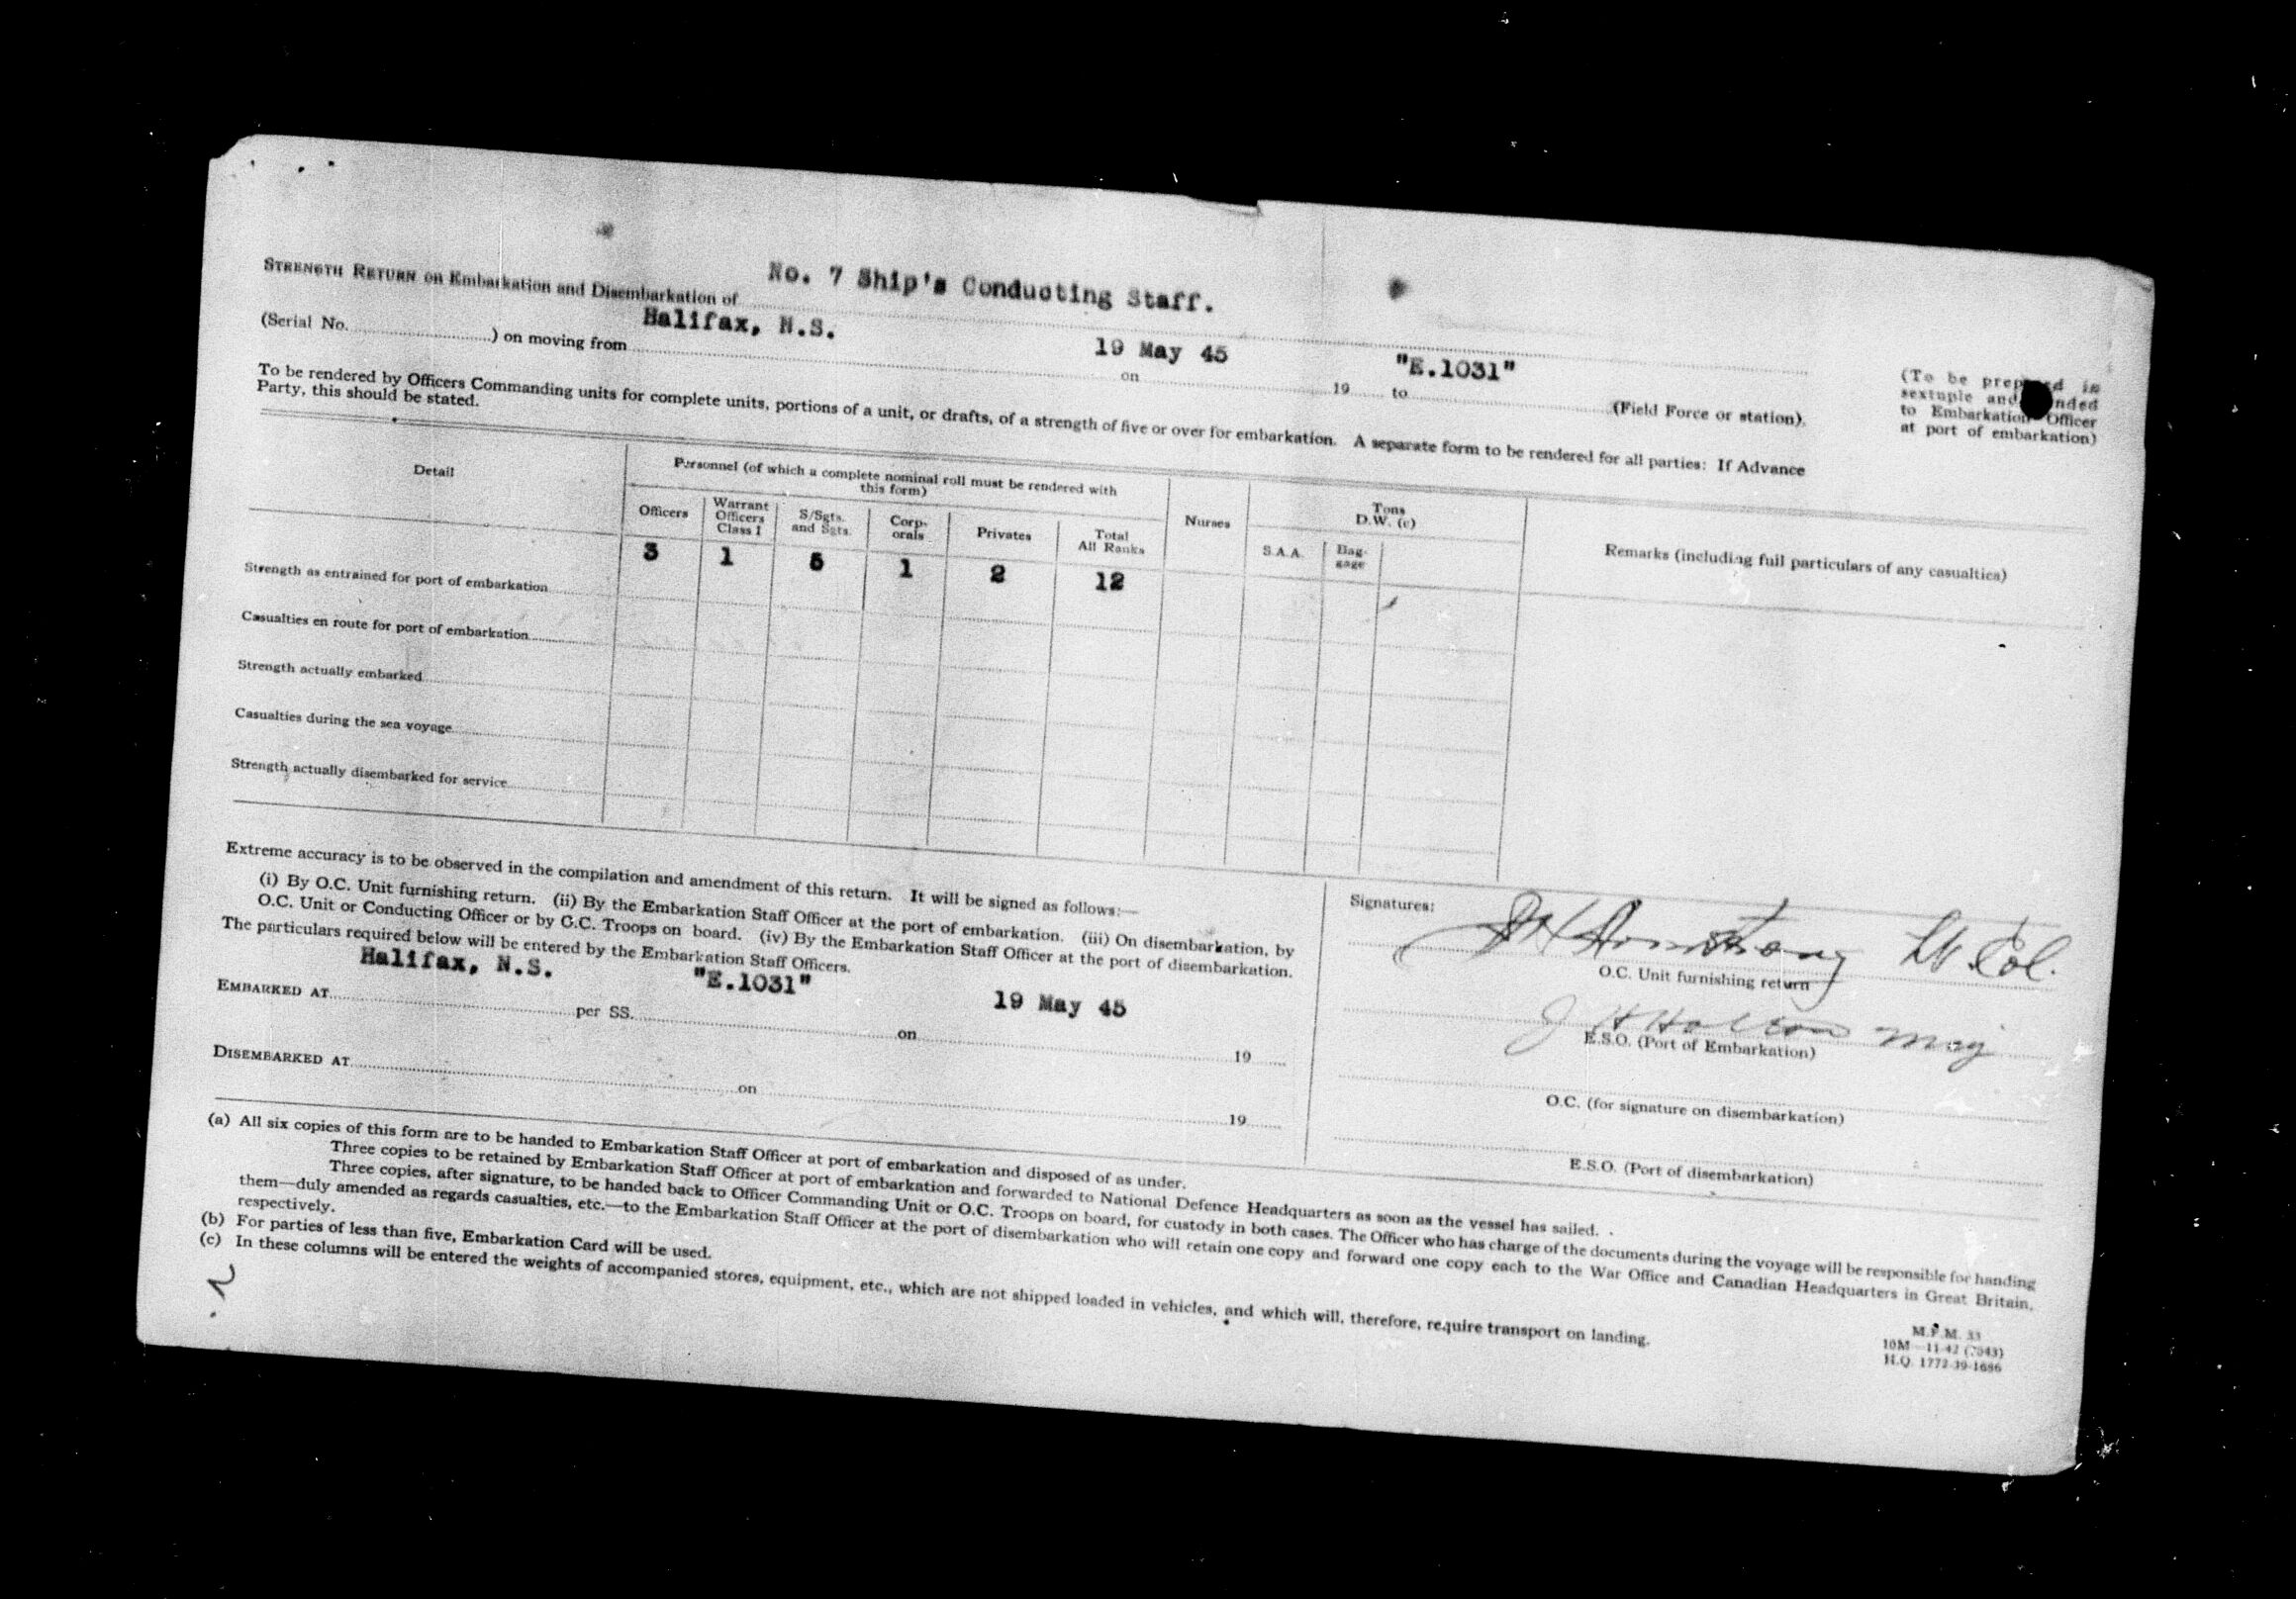 No. 7 Ship's Conducting Staff.
STRENGTH RETURN on Embarkation and Disembarkation of
Halifax, N.S. 19 May 45 "E.1031"
(Serial No. ) on moving from on 19 to (Field Force or station).
(To be prep in
sextuple and nded
to Embarkation Officer
at port of embarkation)
To be rendered by Officers Commanding units for complete units, portions of a unit, or drafts, of a strength of five or over for embarkation. A separate form to be rendered for all parties: If Advance
Party, this should be stated.
Detail
Personnel (of which a complete nominal roll must be rendered with
this form)
Officers
Warrant
Officers
Class I
S/Sgts.
and Sgts.
Corp-
orals
Privates
Total
All Ranks
Nurses
Tons
D.W. (c)
S.A.A.
Bag-
gage
Remarks (including full particulars of any casualties)
Strength as entrained for port of embarkation 3 1 5 1 2 12
Casualties en route for port of embarkation
Strength actually embarked
Casualties during the sea voyage
Strength actually disembarked for service
Extreme accuracy is to be observed in the compilation and amendment of this return. It will be signed as follows:—
(i) By O.C. Unit furnishing return. (ii) By the Embarkation Staff Officer at the port of embarkation. (iii) On disembarkation, by
O.C. Unit or Conducting Officer or by G.C. Troops on board. (iv) By the Embarkation Staff Officer at the port of disembarkation.
The particulars required below will be entered by the Embarkation Staff Officers.
Halifax, N.S. "E.1031" 19 May 45
EMBARKED AT per SS. on 19
DISEMBARKED AT on 19
Signatures:
Armstrong Lt Col.
O.C. Unit furnishing return
J H Maj
E.S.O. (Port of Embarkation)
O.C. (for signature on disembarkation)
E.S.O. (Port of disembarkation)
(a) All six copies of this form are to be handed to Embarkation Staff Officer at port of embarkation and disposed of as under.
Three copies to be retained by Embarkation Staff Officer at port of embarkation and forwarded to National Defence Headquarters as soon as the vessel has sailed.
Three copies, after signature, to be handed back to Officer Commanding Unit or O.C. Troops on board, for custody in both cases. The Officer who has charge of the documents during the voyage will be responsible for handing
them—duly amended as regards casualties, etc.—to the Embarkation Staff Officer at the port of disembarkation who will retain one copy and forward one copy each to the War Office and Canadian Headquarters in Great Britain,
respectively.
(b) For parties of less than five, Embarkation Card will be used.
(c) In these columns will be entered the weights of accompanied stores, equipment, etc., which are not shipped loaded in vehicles, and which will, therefore, require transport on landing.
M.F.M. 33
10M—11-42
H.Q. 1772-39-1686